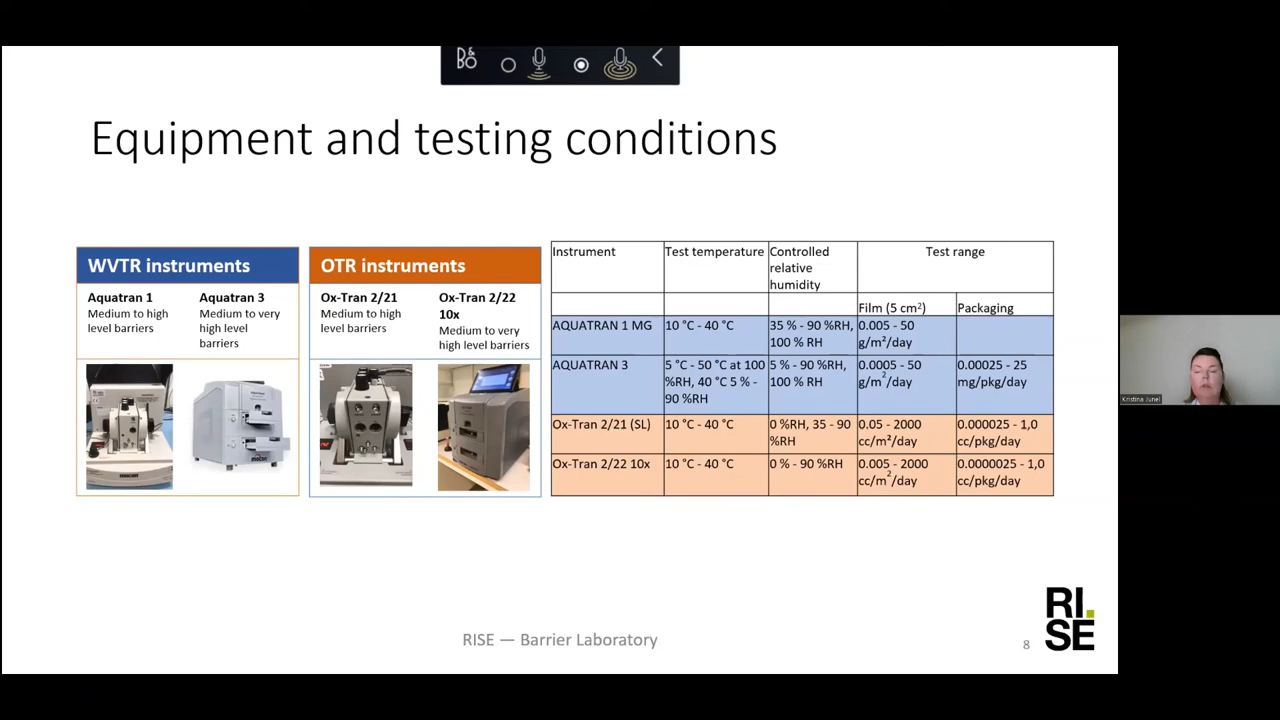 B&O
Equipment and testing conditions
WVTR instruments
Aquatran 1
Medium to high
level barriers
Aquatran 3
Medium to very
high level
barriers
OTR instruments
Ox-Tran 2/21
Medium to high
level barriers
Ox-Tran 2/22
10x
Medium to very
high level barriers
mocon
mocon
Instrument Test temperature Controlled relative humidity Test range
Film (5 cm²) Packaging
AQUATRAN 1 MG 10 °C - 40 °C 35 % - 90 %RH, 100 % RH 0.005 - 50 g/m²/day
AQUATRAN 3 5 °C - 50 °C at 100 %RH, 40 °C 5 % - 90 %RH 5 % - 90 %RH, 100 % RH 0.0005 - 50 g/m²/day 0.00025 - 25 mg/pkg/day
Ox-Tran 2/21 (SL) 10 °C - 40 °C 0 %RH, 35 - 90 %RH 0.05 - 2000 cc/m²/day 0.000025 - 1,0 cc/pkg/day
Ox-Tran 2/22 10x 10 °C - 40 °C 0 % - 90 %RH 0.005 - 2000 cc/m²/day 0.0000025 - 1,0 cc/pkg/day
Kristina Junel
RISE — Barrier Laboratory
8
RI.
SE